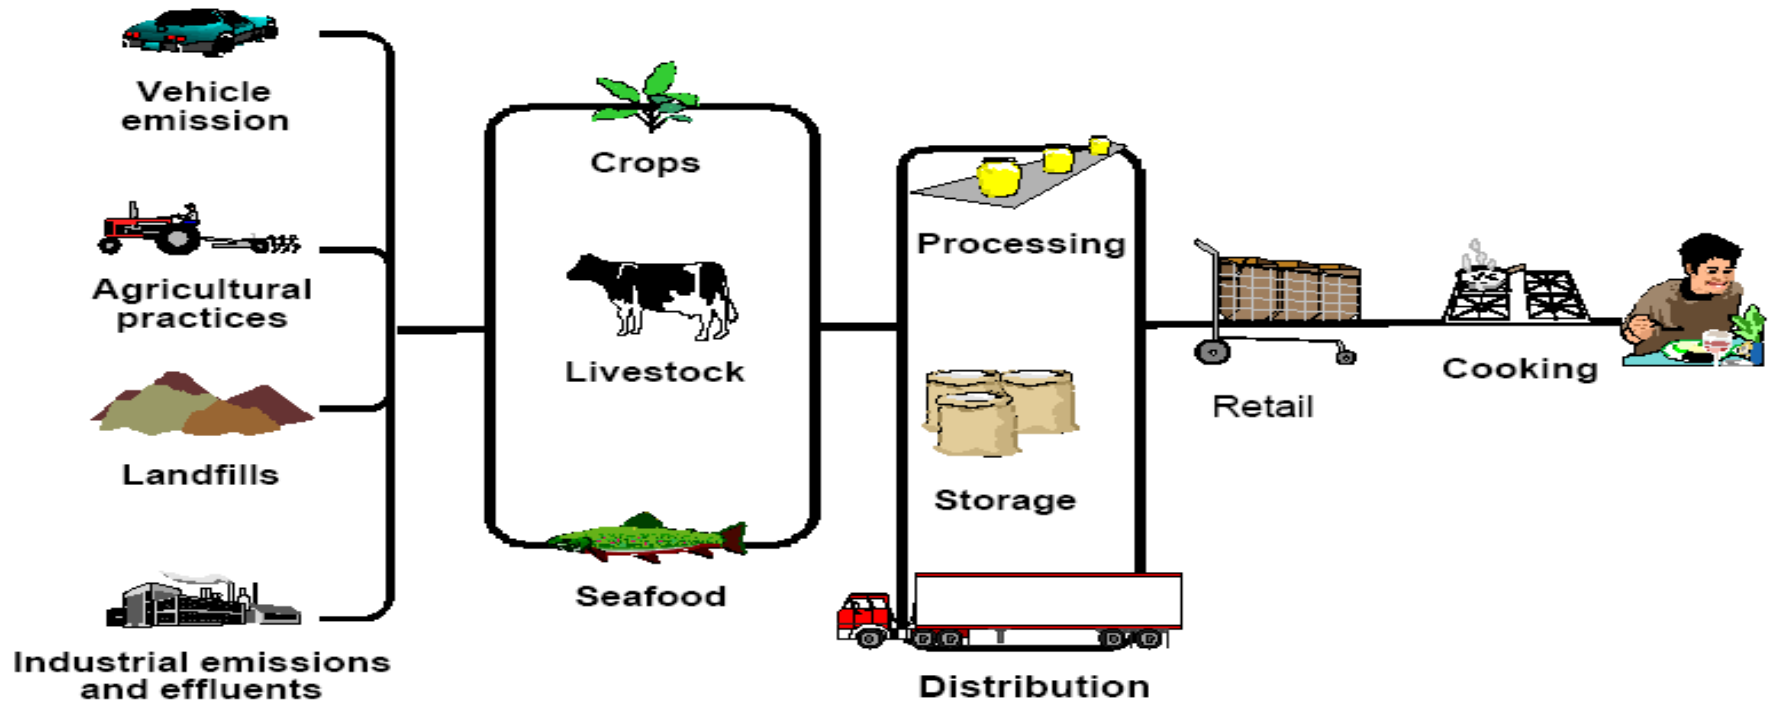 Vehicle
emission
Agricultural
practices
Landfills
Industrial emissions
and effluents
Crops
Livestock
Seafood
Processing
Storage
Distribution
Retail
Cooking